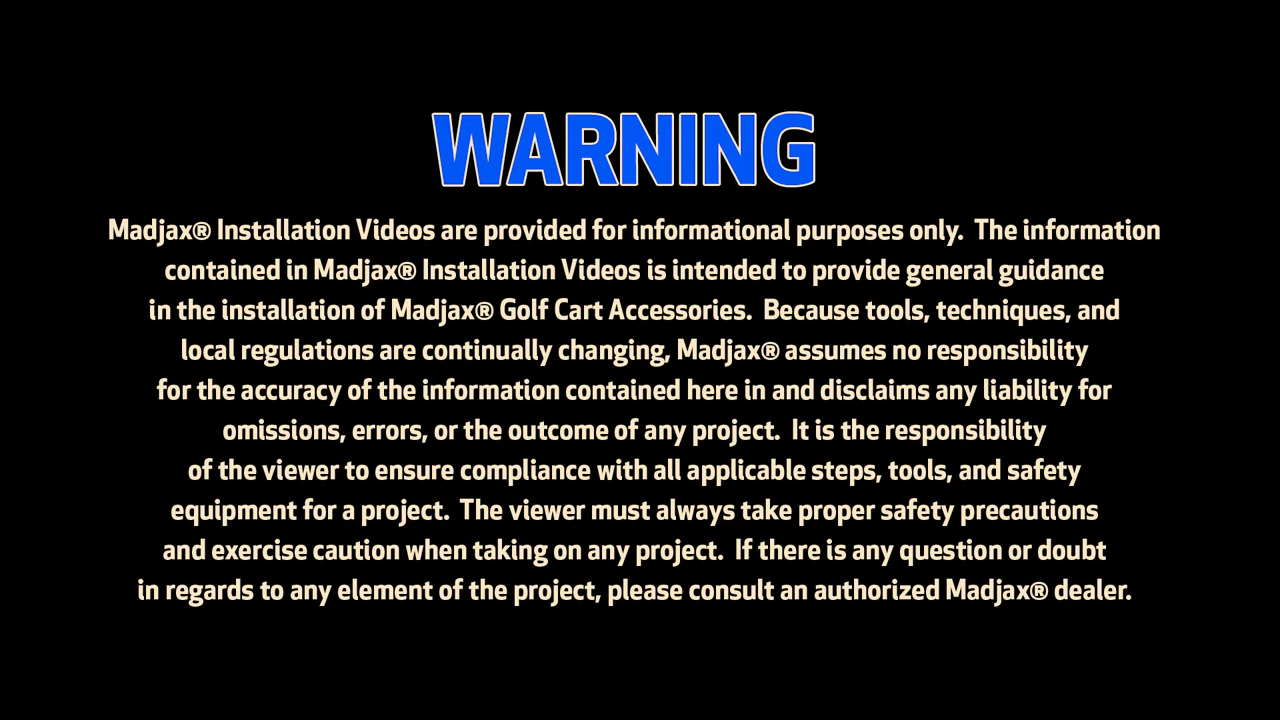 WARNING
Madjax® Installation Videos are provided for informational purposes only.  The information
contained in Madjax® Installation Videos is intended to provide general guidance
in the installation of Madjax® Golf Cart Accessories.  Because tools, techniques, and
local regulations are continually changing, Madjax® assumes no responsibility
for the accuracy of the information contained here in and disclaims any liability for
omissions, errors, or the outcome of any project.  It is the responsibility
of the viewer to ensure compliance with all applicable steps, tools, and safety
equipment for a project.  The viewer must always take proper safety precautions
and exercise caution when taking on any project.  If there is any question or doubt
in regards to any element of the project, please consult an authorized Madjax® dealer.